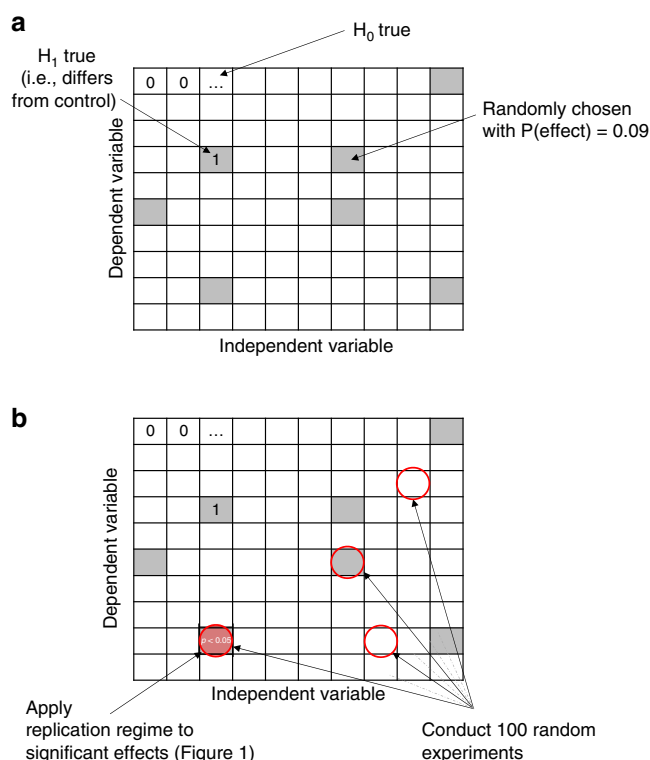 a
H₀ true
H₁ true
(i.e., differs
from control)
0 0 ...
Randomly chosen
with P(effect) = 0.09
1
Dependent variable
Independent variable
b
0 0 ...
1
Dependent variable
p < 0.05
Independent variable
Apply
replication regime to
significant effects (Figure 1)
Conduct 100 random
experiments